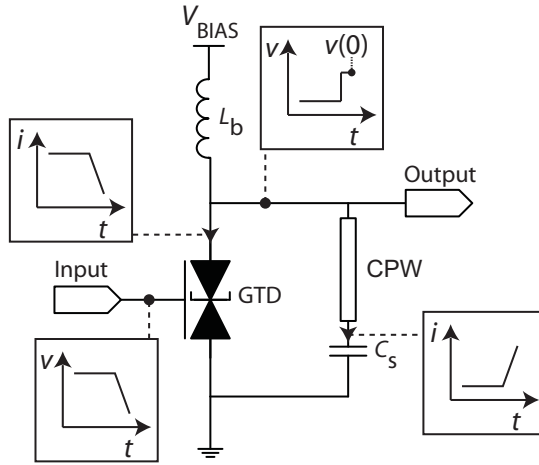 V_BIAS
v
v(0)
t
L_b
i
t
Output
Input
GTD
CPW
v
t
C_s
i
t